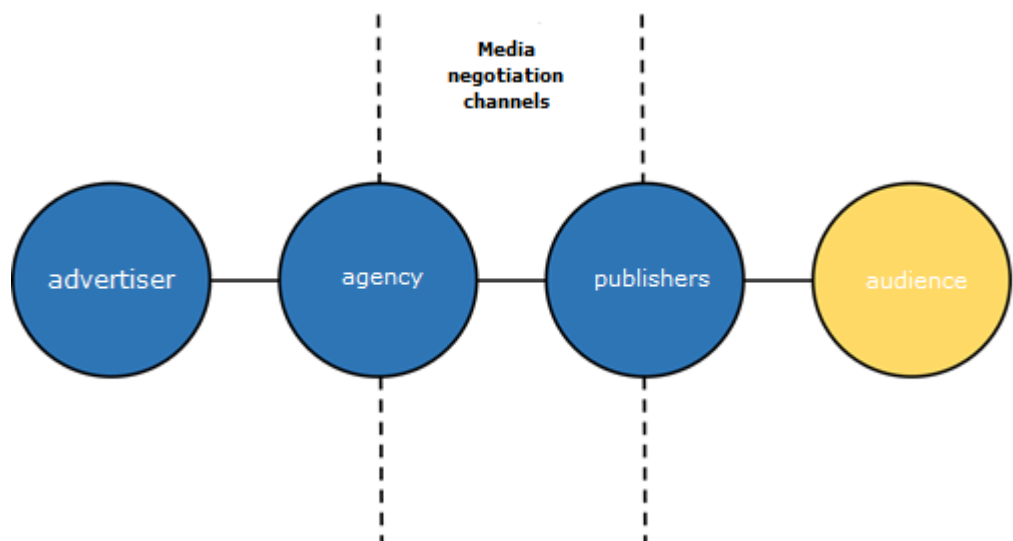 Media
negotiation
channels
advertiser
agency
publishers
audience